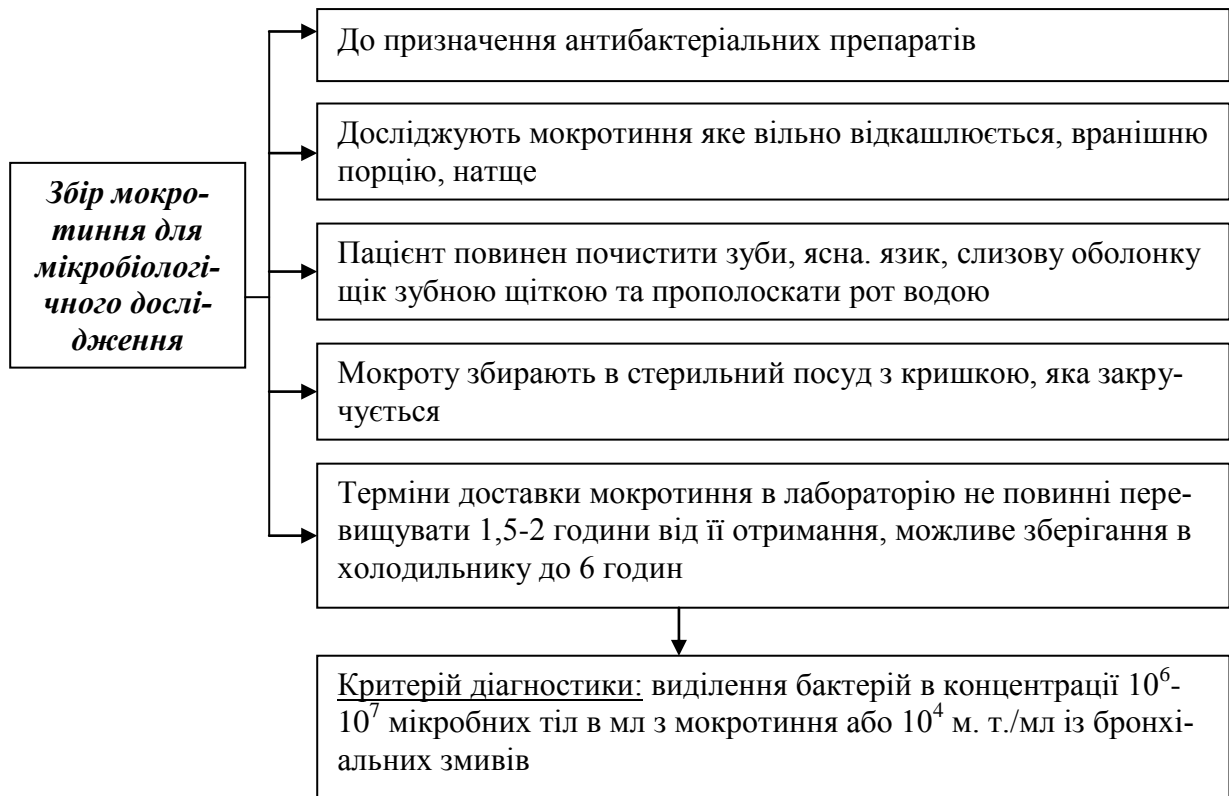 До призначення антибактеріальних препаратів
Досліджують мокротиння яке вільно відкашлюється, вранішню
порцію, натще
Збір мокро-
тиння для
мікробіологі-
чного дослі-
дження
Пацієнт повинен почистити зуби, ясна. язик, слизову оболонку
щік зубною щіткою та прополоскати рот водою
Мокроту збирають в стерильний посуд з кришкою, яка закру-
чується
Терміни доставки мокротиння в лабораторію не повинні пере-
вищувати 1,5-2 години від її отримання, можливе зберігання в
холодильнику до 6 годин
Критерій діагностики: виділення бактерій в концентрації 10⁶-
10⁷ мікробних тіл в мл з мокротиння або 10⁴ м. т./мл із бронхі-
альних змивів